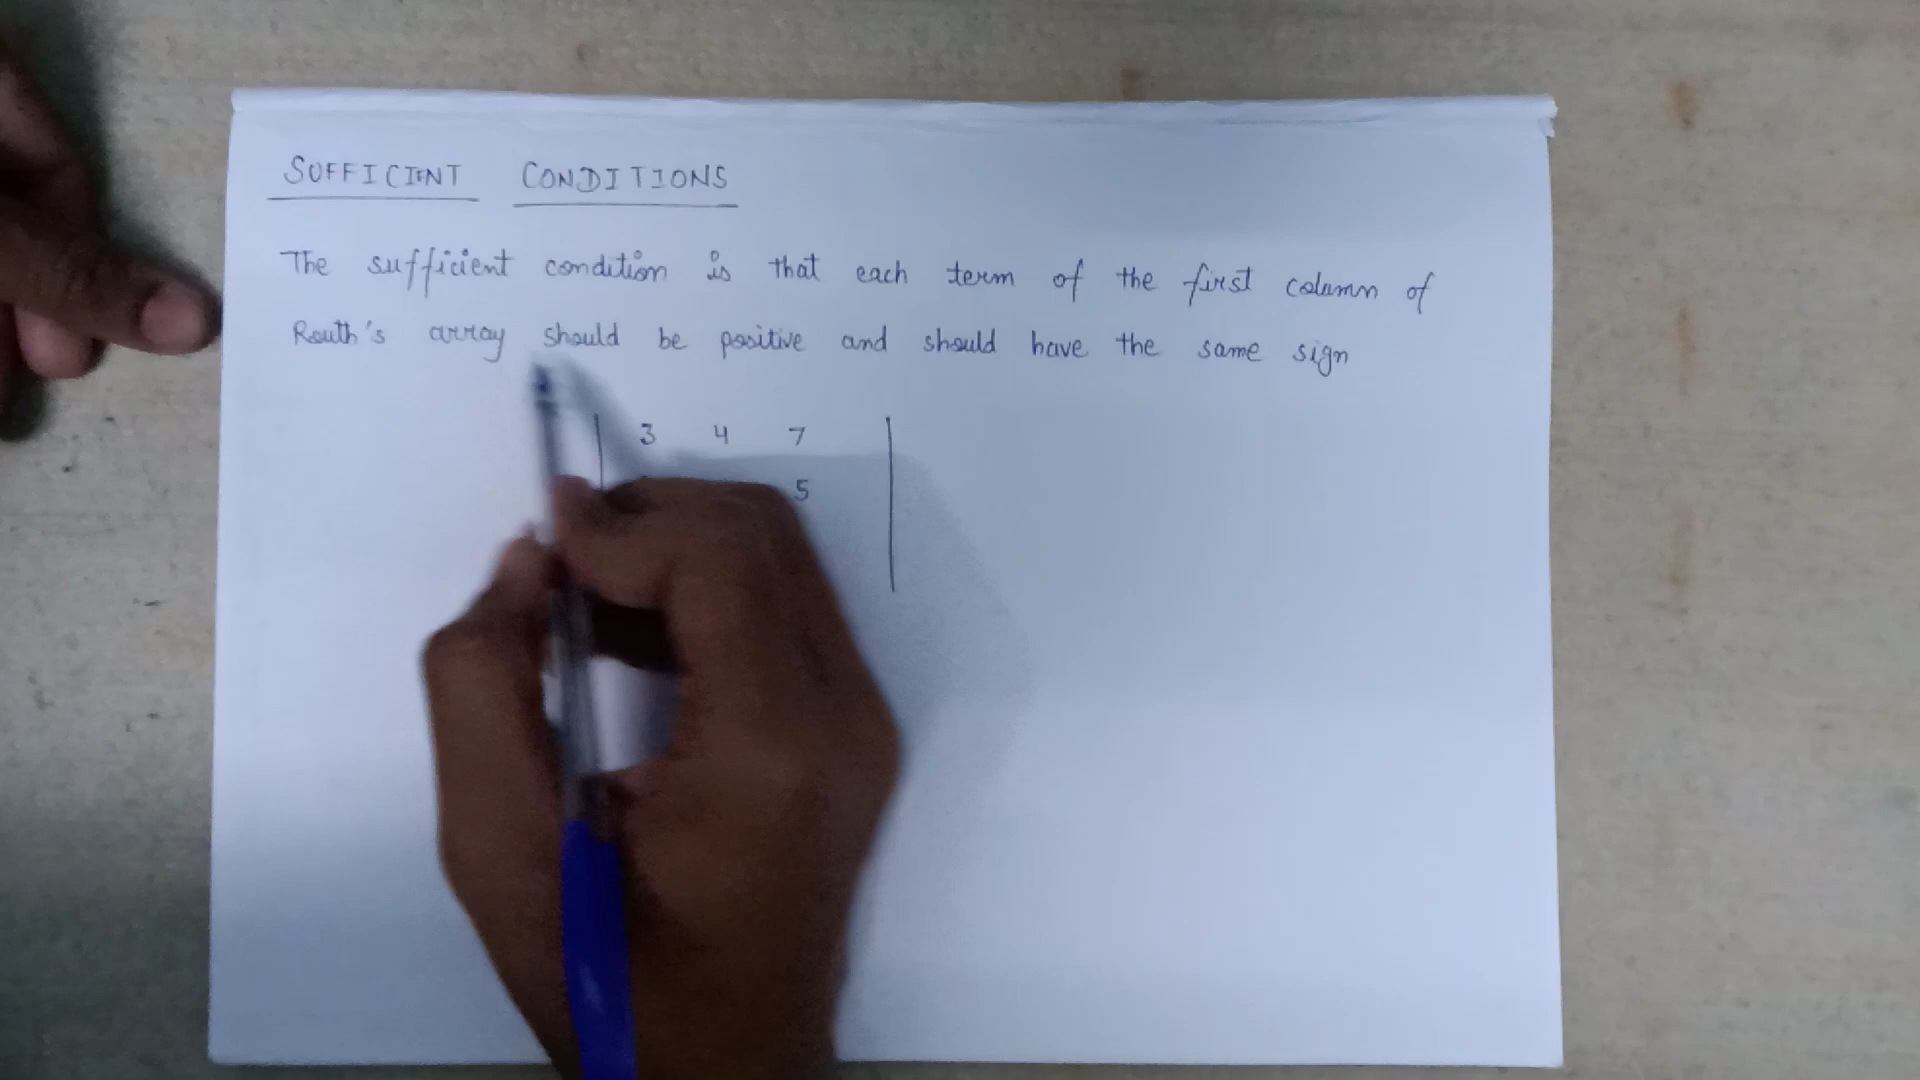 SUFFICIENT CONDITIONS
The sufficient condition is that each term of the first column of
Routh's array should be positive and should have the same sign
3 4 7
5